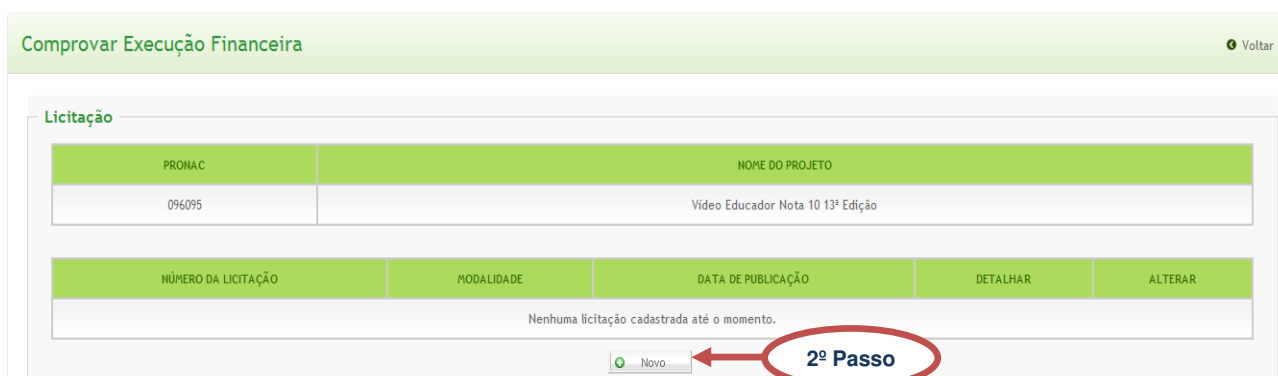 Comprovar Execução Financeira Voltar
Licitação
PRONAC NOME DO PROJETO
096095 Vídeo Educador Nota 10 13ª Edição
NÚMERO DA LICITAÇÃO MODALIDADE DATA DE PUBLICAÇÃO DETALHAR ALTERAR
Nenhuma licitação cadastrada até o momento.
Novo 2º Passo